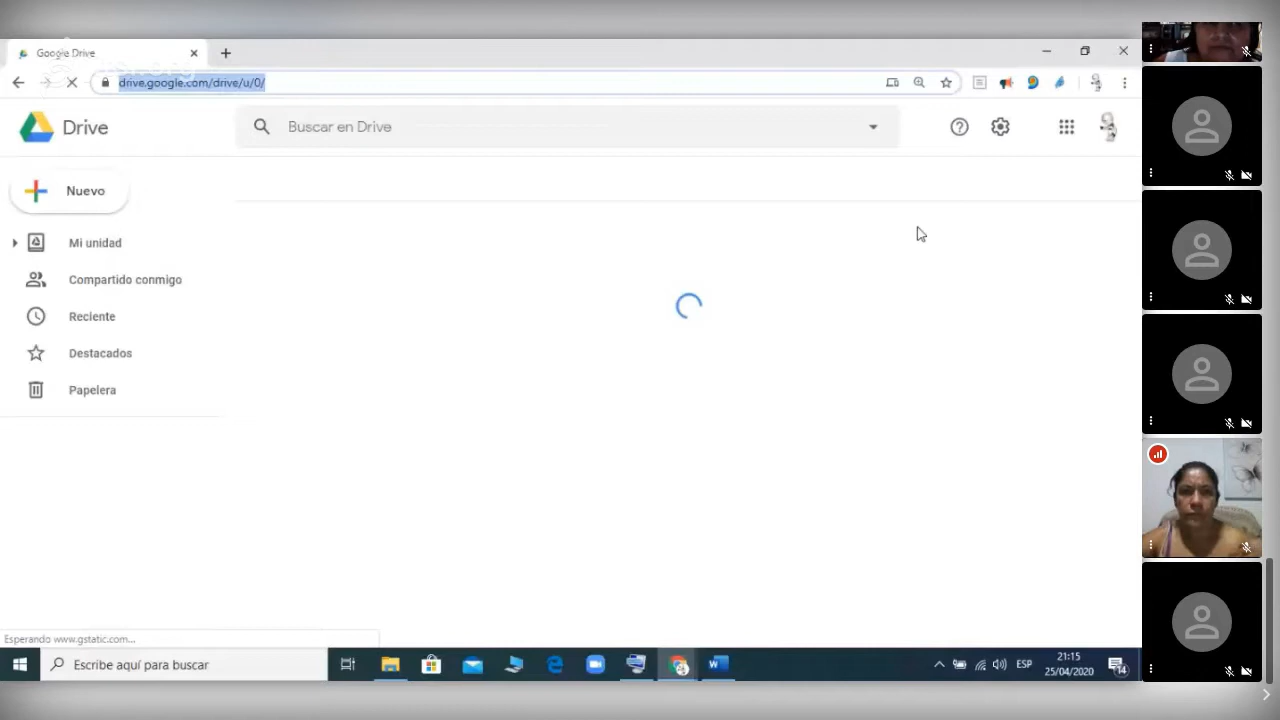 Google Drive
drive.google.com/drive/u/0/
Drive
Buscar en Drive
Nuevo
Mi unidad
Compartido conmigo
Reciente
Destacados
Papelera
Esperando www.gstatic.com...
Escribe aquí para buscar
ESP
21:15
25/04/2020
14